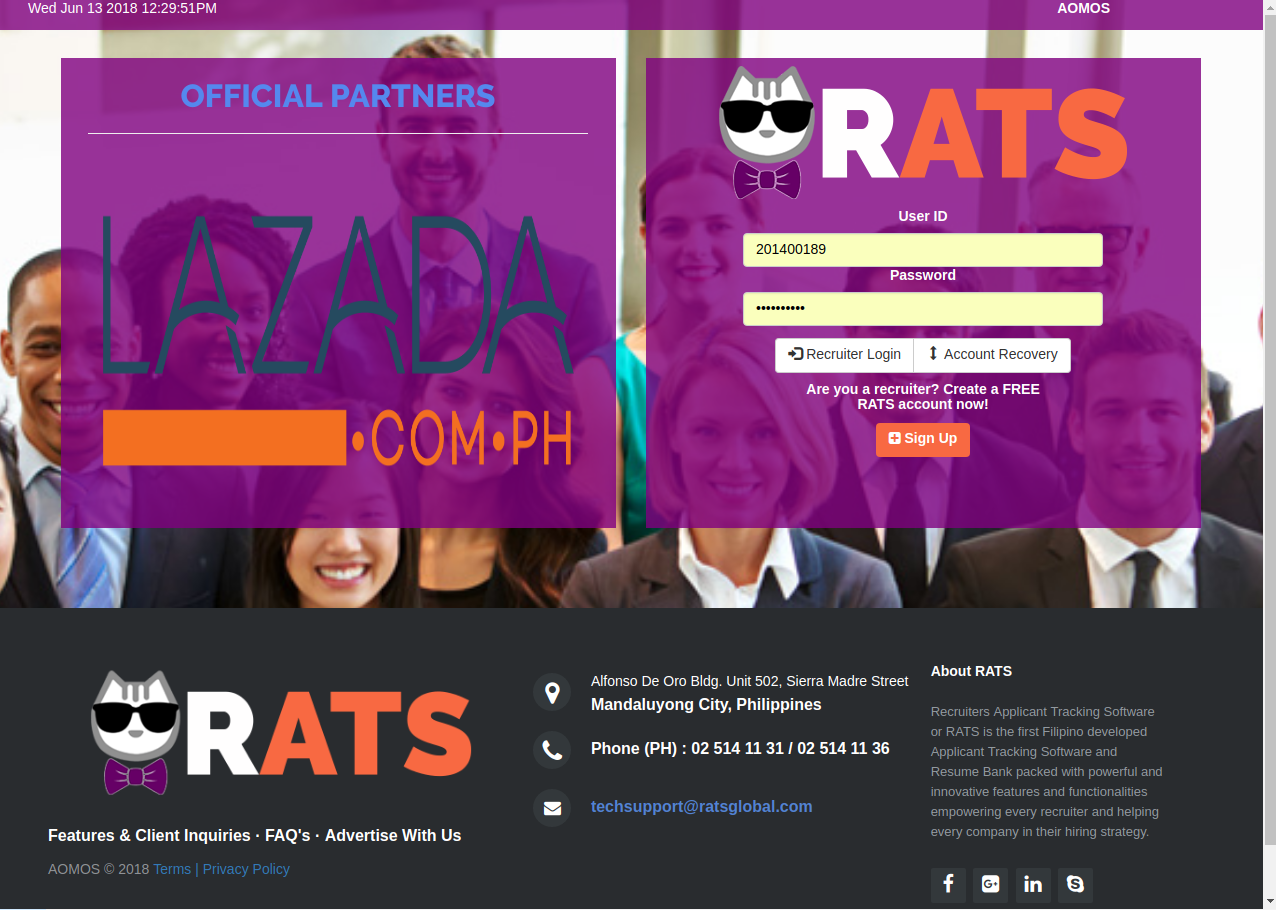 Wed Jun 13 2018 12:29:51PM
AOMOS
OFFICIAL PARTNERS
LAZADA
•COM•PH
RATS
User ID
201400189
Password
••••••••••
Recruiter Login
Account Recovery
Are you a recruiter? Create a FREE
RATS account now!
Sign Up
RATS
Features & Client Inquiries · FAQ's · Advertise With Us
AOMOS © 2018 Terms | Privacy Policy
Alfonso De Oro Bldg. Unit 502, Sierra Madre Street
Mandaluyong City, Philippines
Phone (PH) : 02 514 11 31 / 02 514 11 36
techsupport@ratsglobal.com
About RATS
Recruiters Applicant Tracking Software
or RATS is the first Filipino developed
Applicant Tracking Software and
Resume Bank packed with powerful and
innovative features and functionalities
empowering every recruiter and helping
every company in their hiring strategy.